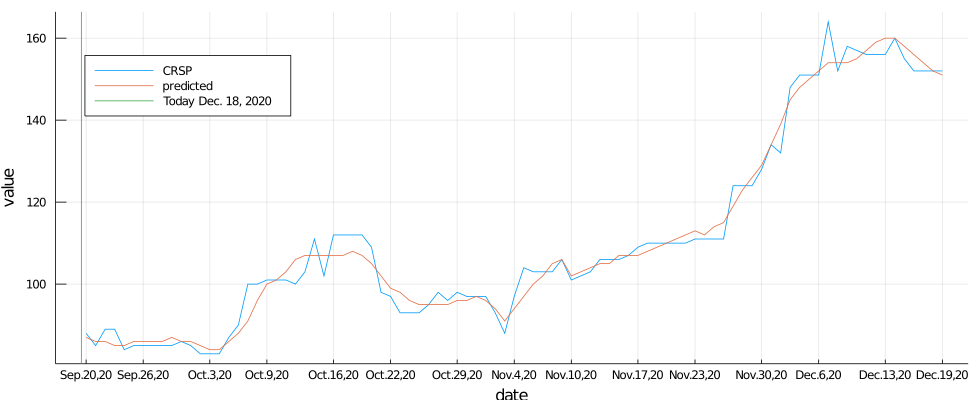 160
140
120
100
value
CRSP
predicted
Today Dec. 18, 2020
Sep.20,20 Sep.26,20 Oct.3,20 Oct.9,20 Oct.16,20 Oct.22,20 Oct.29,20 Nov.4,20 Nov.10,20 Nov.17,20 Nov.23,20 Nov.30,20 Dec.6,20 Dec.13,20 Dec.19,20
date